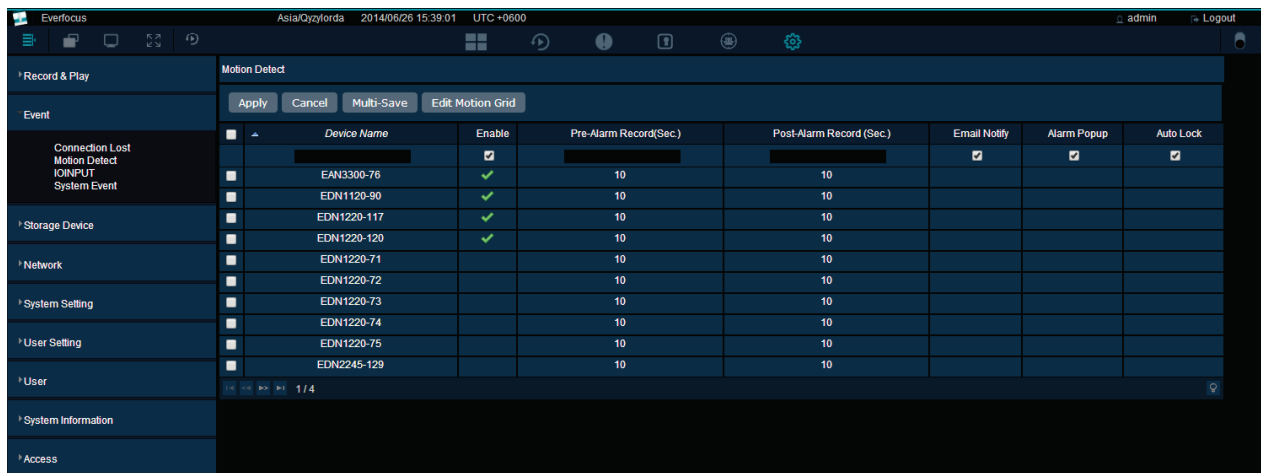 Everfocus Asia/Qyzylorda 2014/06/26 15:39:01 UTC +0600 admin Logout
Record & Play
Event
Connection Lost
Motion Detect
IOINPUT
System Event
Storage Device
Network
System Setting
User Setting
User
System Information
Access
Motion Detect
Apply Cancel Multi-Save Edit Motion Grid
Device Name Enable Pre-Alarm Record(Sec.) Post-Alarm Record (Sec.) Email Notify Alarm Popup Auto Lock
EAN3300-76 10 10
EDN1120-90 10 10
EDN1220-117 10 10
EDN1220-120 10 10
EDN1220-71 10 10
EDN1220-72 10 10
EDN1220-73 10 10
EDN1220-74 10 10
EDN1220-75 10 10
EDN2245-129 10 10
1 / 4